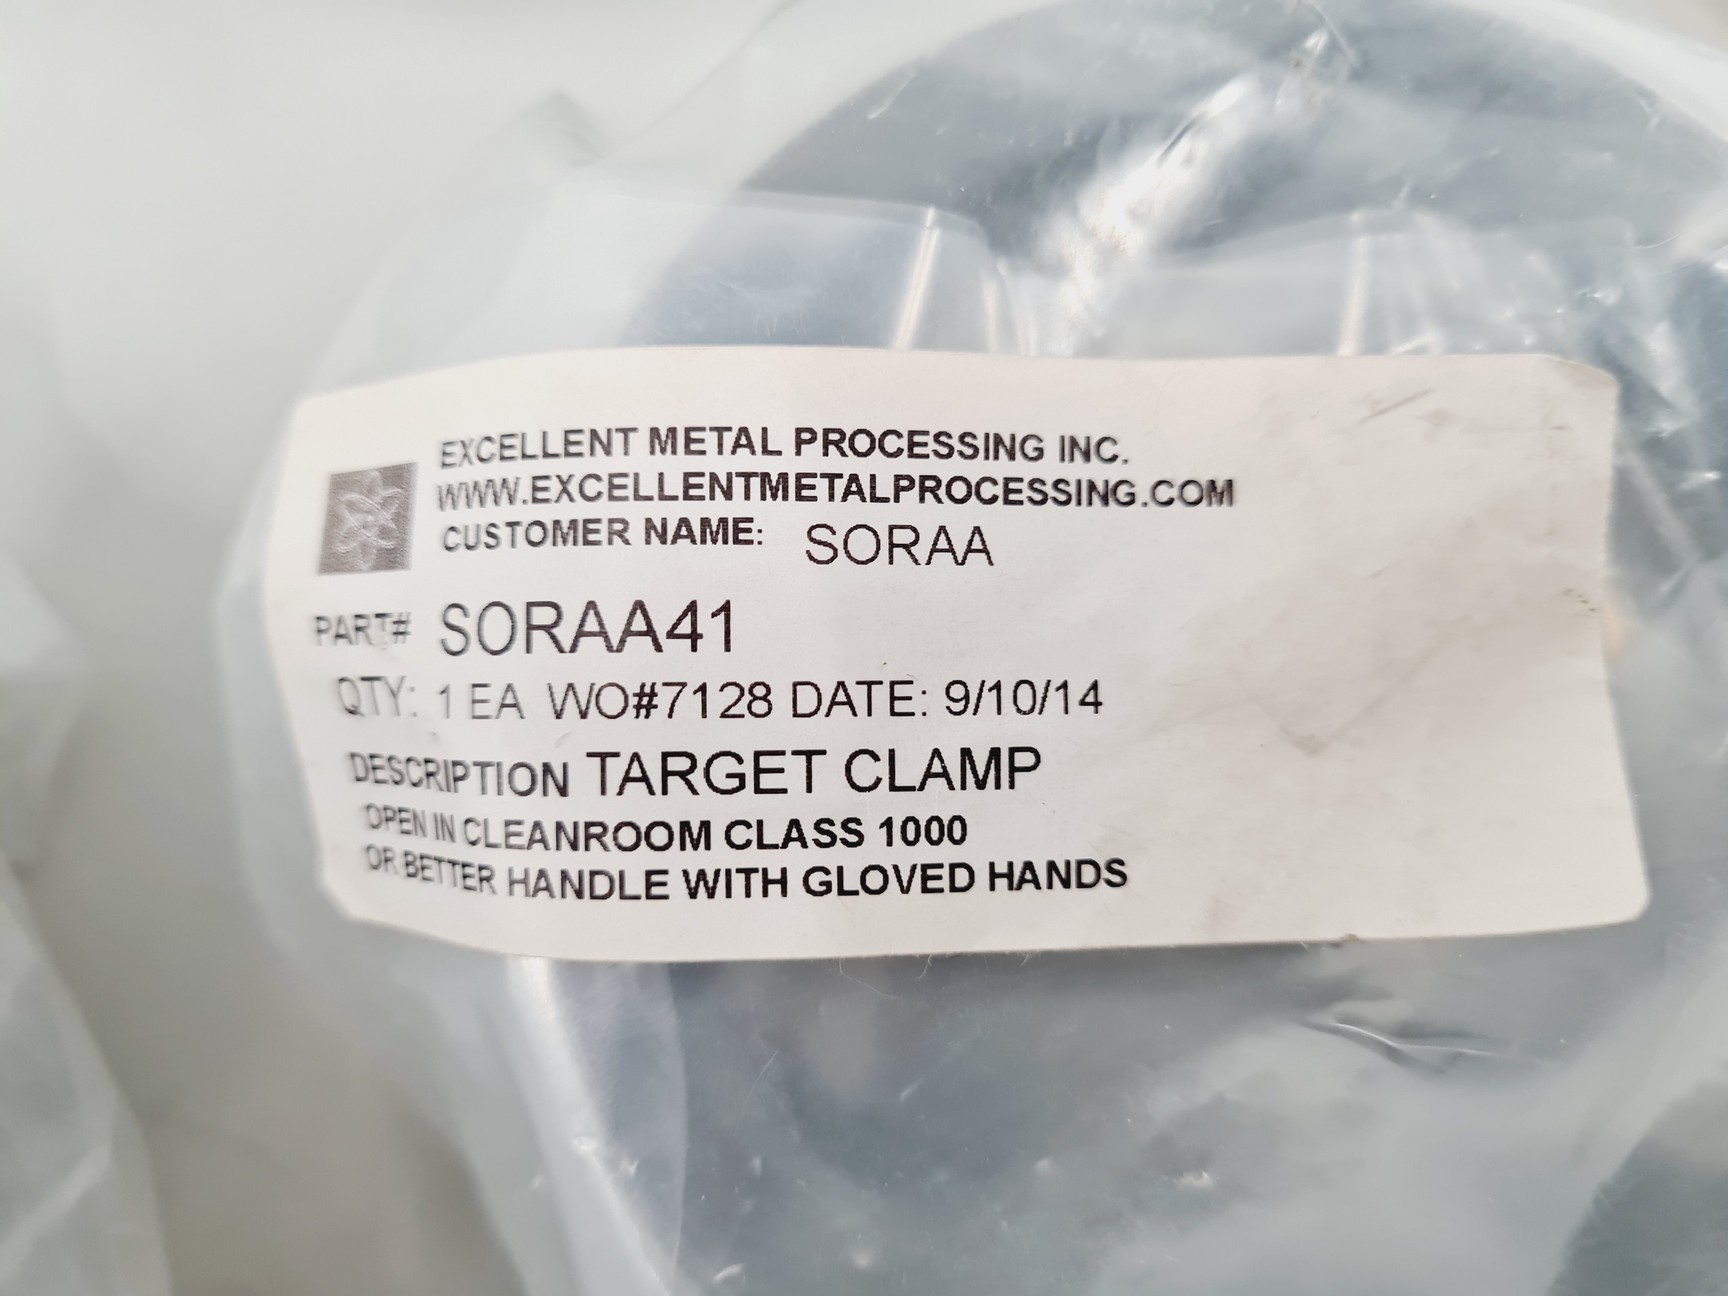 EXCELLENT METAL PROCESSING INC.
WWW.EXCELLENTMETALPROCESSING.COM
CUSTOMER NAME: SORAA
PART# SORAA41
QTY: 1 EA WO#7128 DATE: 9/10/14
DESCRIPTION TARGET CLAMP
OPEN IN CLEANROOM CLASS 1000
OR BETTER HANDLE WITH GLOVED HANDS